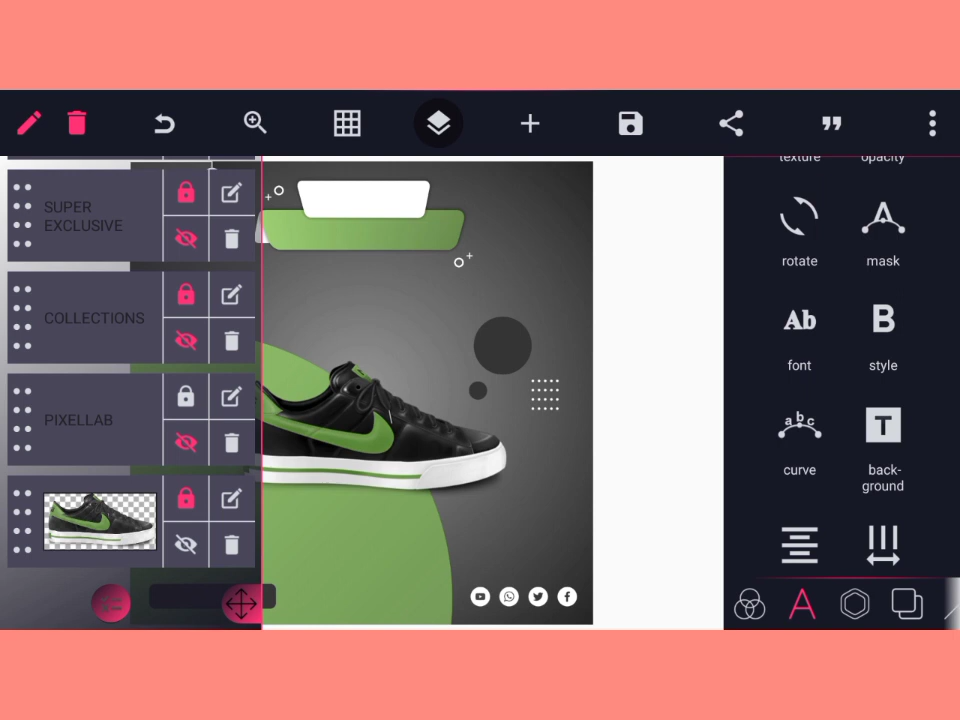 texture
opacity
SUPER
EXCLUSIVE
rotate
mask
COLLECTIONS
Ab
B
font
style
PIXELLAB
abc
T
curve
back-
ground
A